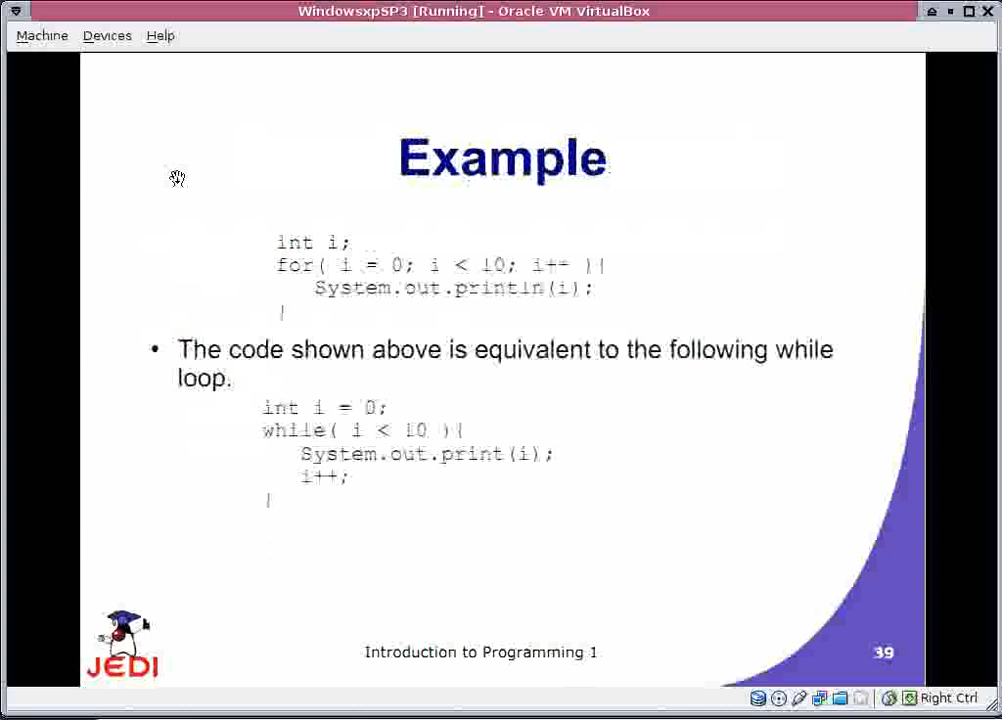 WindowsxpSP3 [Running] - Oracle VM VirtualBox
Machine Devices Help
Example
int i;
for( i = 0; i < 10; i++ ){
System.out.println(i);
}
• The code shown above is equivalent to the following while
loop.
int i = 0;
while( i < 10 ){
System.out.print(i);
i++;
}
JEDI
Introduction to Programming 1
39
Right Ctrl